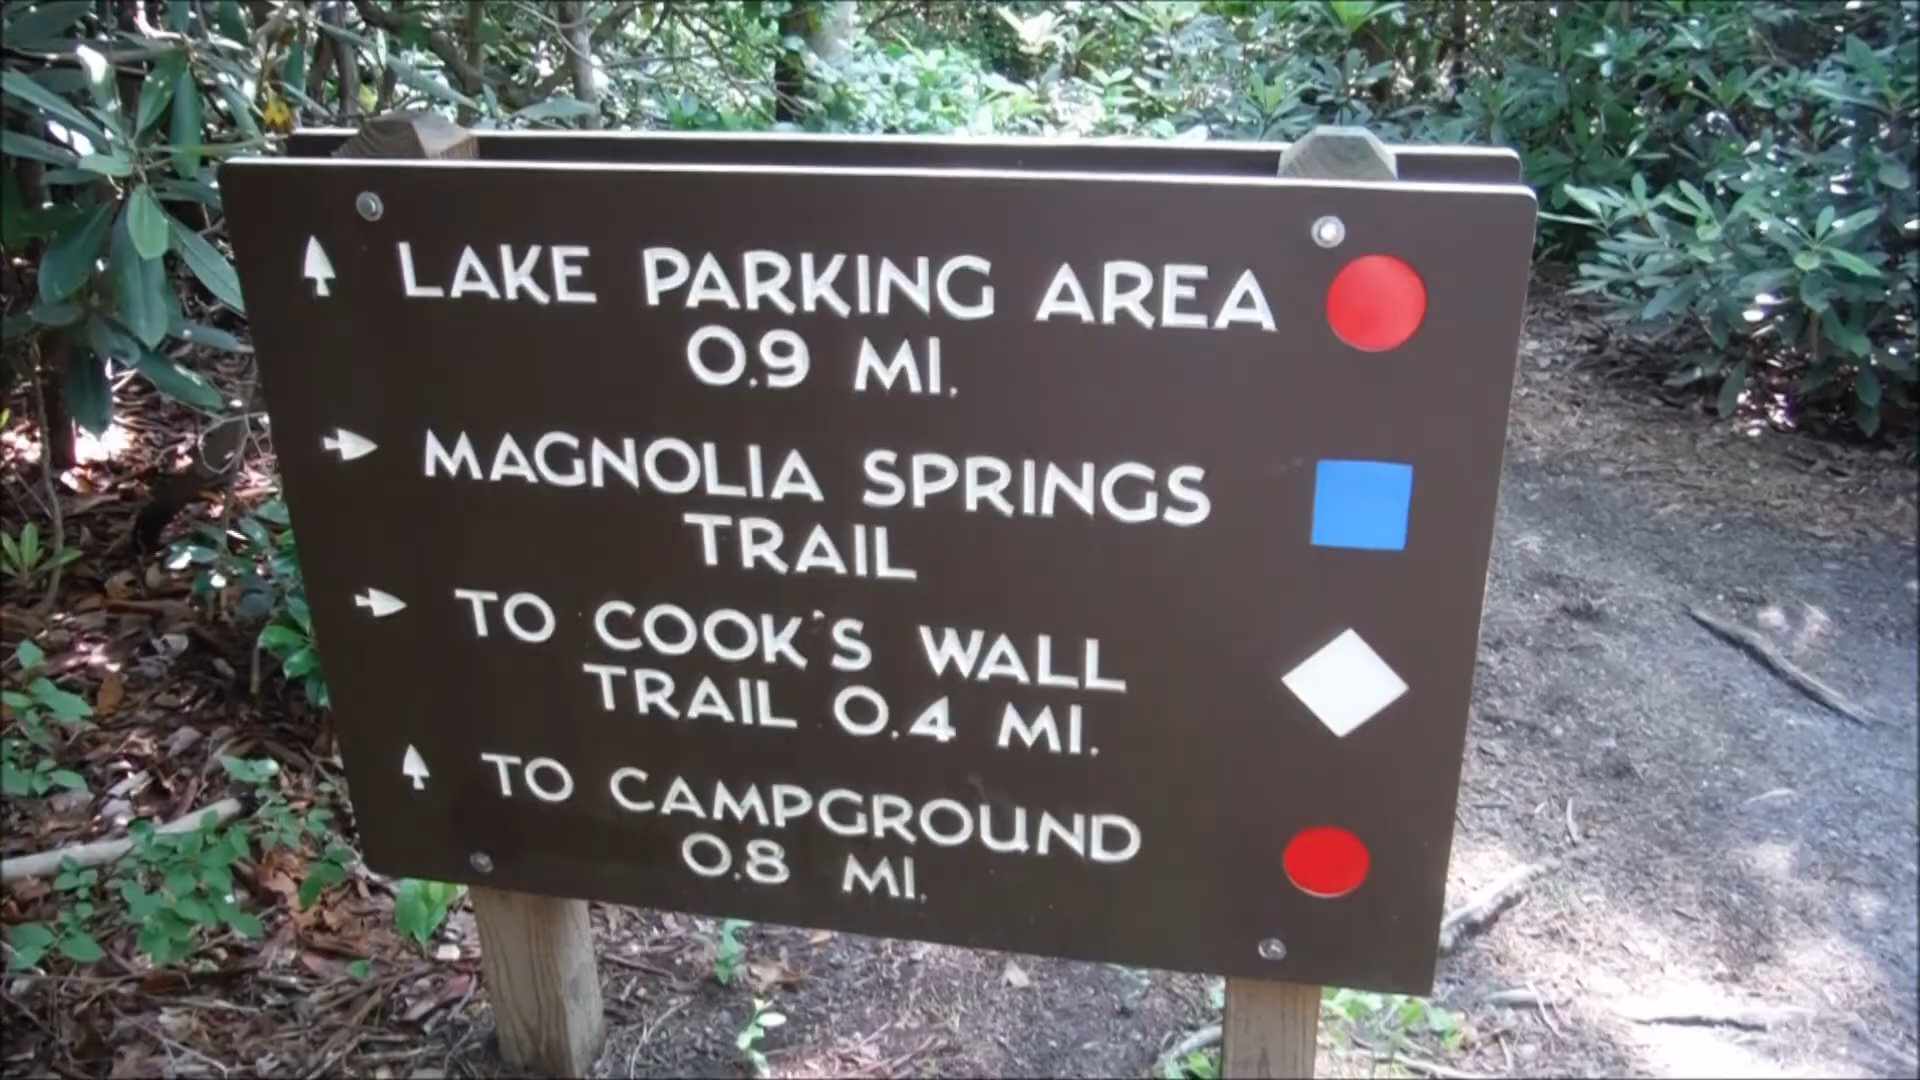 LAKE PARKING AREA
0.9 MI.
MAGNOLIA SPRINGS
TRAIL
TO COOK'S WALL
TRAIL 0.4 MI.
TO CAMPGROUND
0.8 MI.